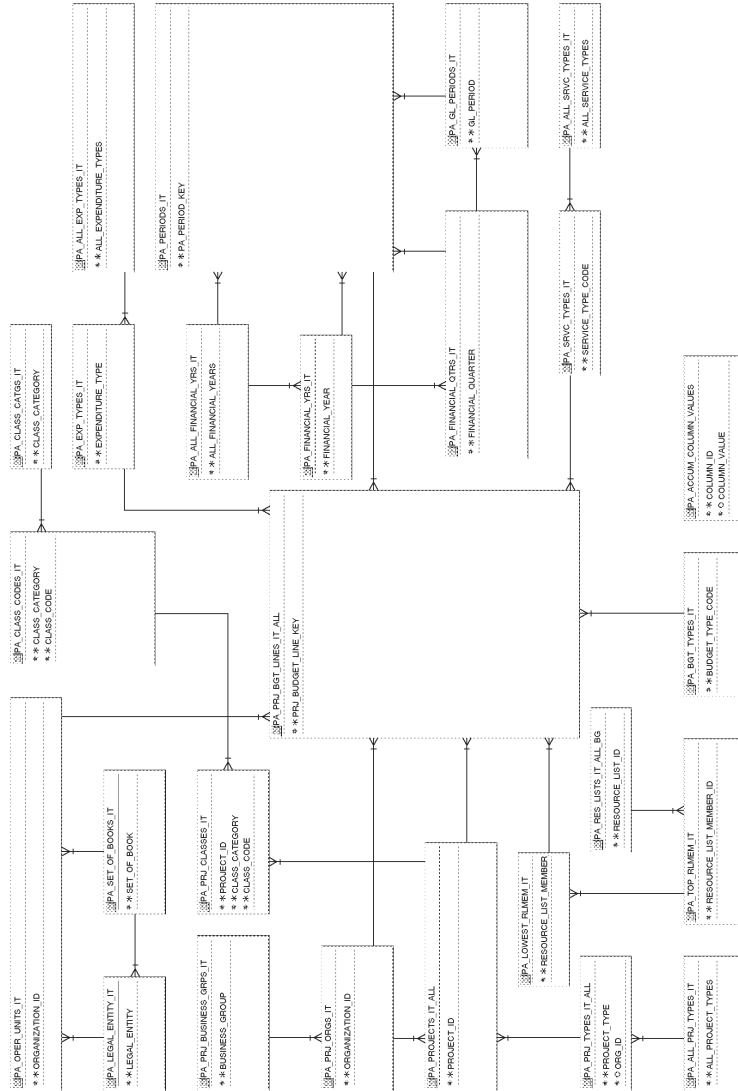 PA_OPER_UNITS_IT
* * ORGANIZATION_ID
PA_LEGAL_ENTITY_IT
* * LEGAL_ENTITY
PA_SET_OF_BOOKS_IT
* * SET_OF_BOOK
PA_PRJ_BUSINESS_GRPS_IT
* * BUSINESS_GROUP
PA_PRJ_CLASSES_IT
* * PROJECT_ID
* * CLASS_CATEGORY
* * CLASS_CODE
PA_PRJ_ORGS_IT
* * ORGANIZATION_ID
PA_PROJECTS_IT_ALL
* * PROJECT_ID
PA_LOWEST_RLMEM_IT
* * RESOURCE_LIST_MEMBER
PA_PRJ_TYPES_IT_ALL
* * PROJECT_TYPE
* O ORG_ID
PA_ALL_PRJ_TYPES_IT
* * ALL_PROJECT_TYPES
PA_RES_LISTS_IT_ALL_BG
* * RESOURCE_LIST_ID
PA_TOP_RLMEM_IT
* * RESOURCE_LIST_MEMBER_ID
PA_CLASS_CODES_IT
* * CLASS_CATEGORY
* * CLASS_CODE
PA_CLASS_CATGS_IT
* * CLASS_CATEGORY
PA_EXP_TYPES_IT
* * EXPENDITURE_TYPE
PA_ALL_EXP_TYPES_IT
* * ALL_EXPENDITURE_TYPES
PA_PRJ_BGT_LINES_IT_ALL
* * PRJ_BUDGET_LINE_KEY
PA_BGT_TYPES_IT
* * BUDGET_TYPE_CODE
PA_ACCUM_COLUMN_VALUES
* * COLUMN_ID
* O COLUMN_VALUE
PA_ALL_FINANCIAL_YRS_IT
* * ALL_FINANCIAL_YEARS
PA_FINANCIAL_YRS_IT
* * FINANCIAL_YEAR
PA_FINANCIAL_QTRS_IT
* * FINANCIAL_QUARTER
PA_PERIODS_IT
* * PA_PERIOD_KEY
PA_GL_PERIODS_IT
* * GL_PERIOD
PA_SRVC_TYPES_IT
* * SERVICE_TYPE_CODE
PA_ALL_SRVC_TYPES_IT
* * ALL_SERVICE_TYPES